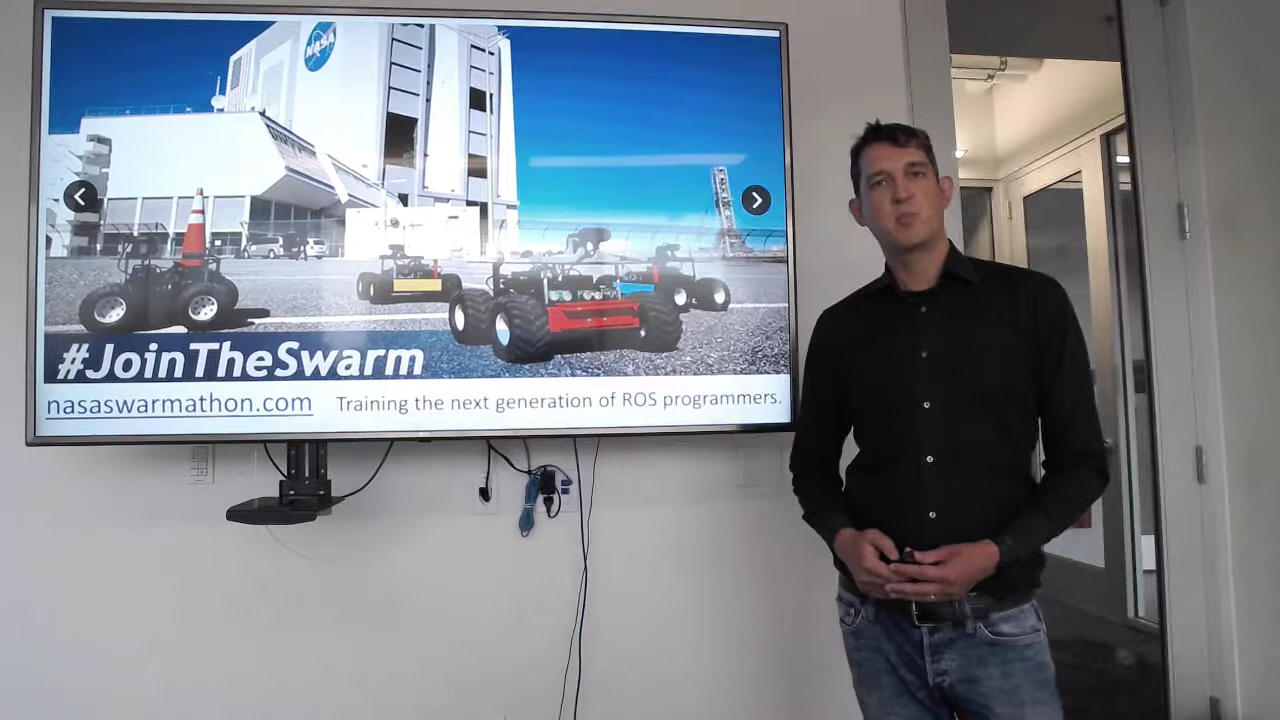 NASA
#JoinTheSwarm
nasaswarmathon.com Training the next generation of ROS programmers.